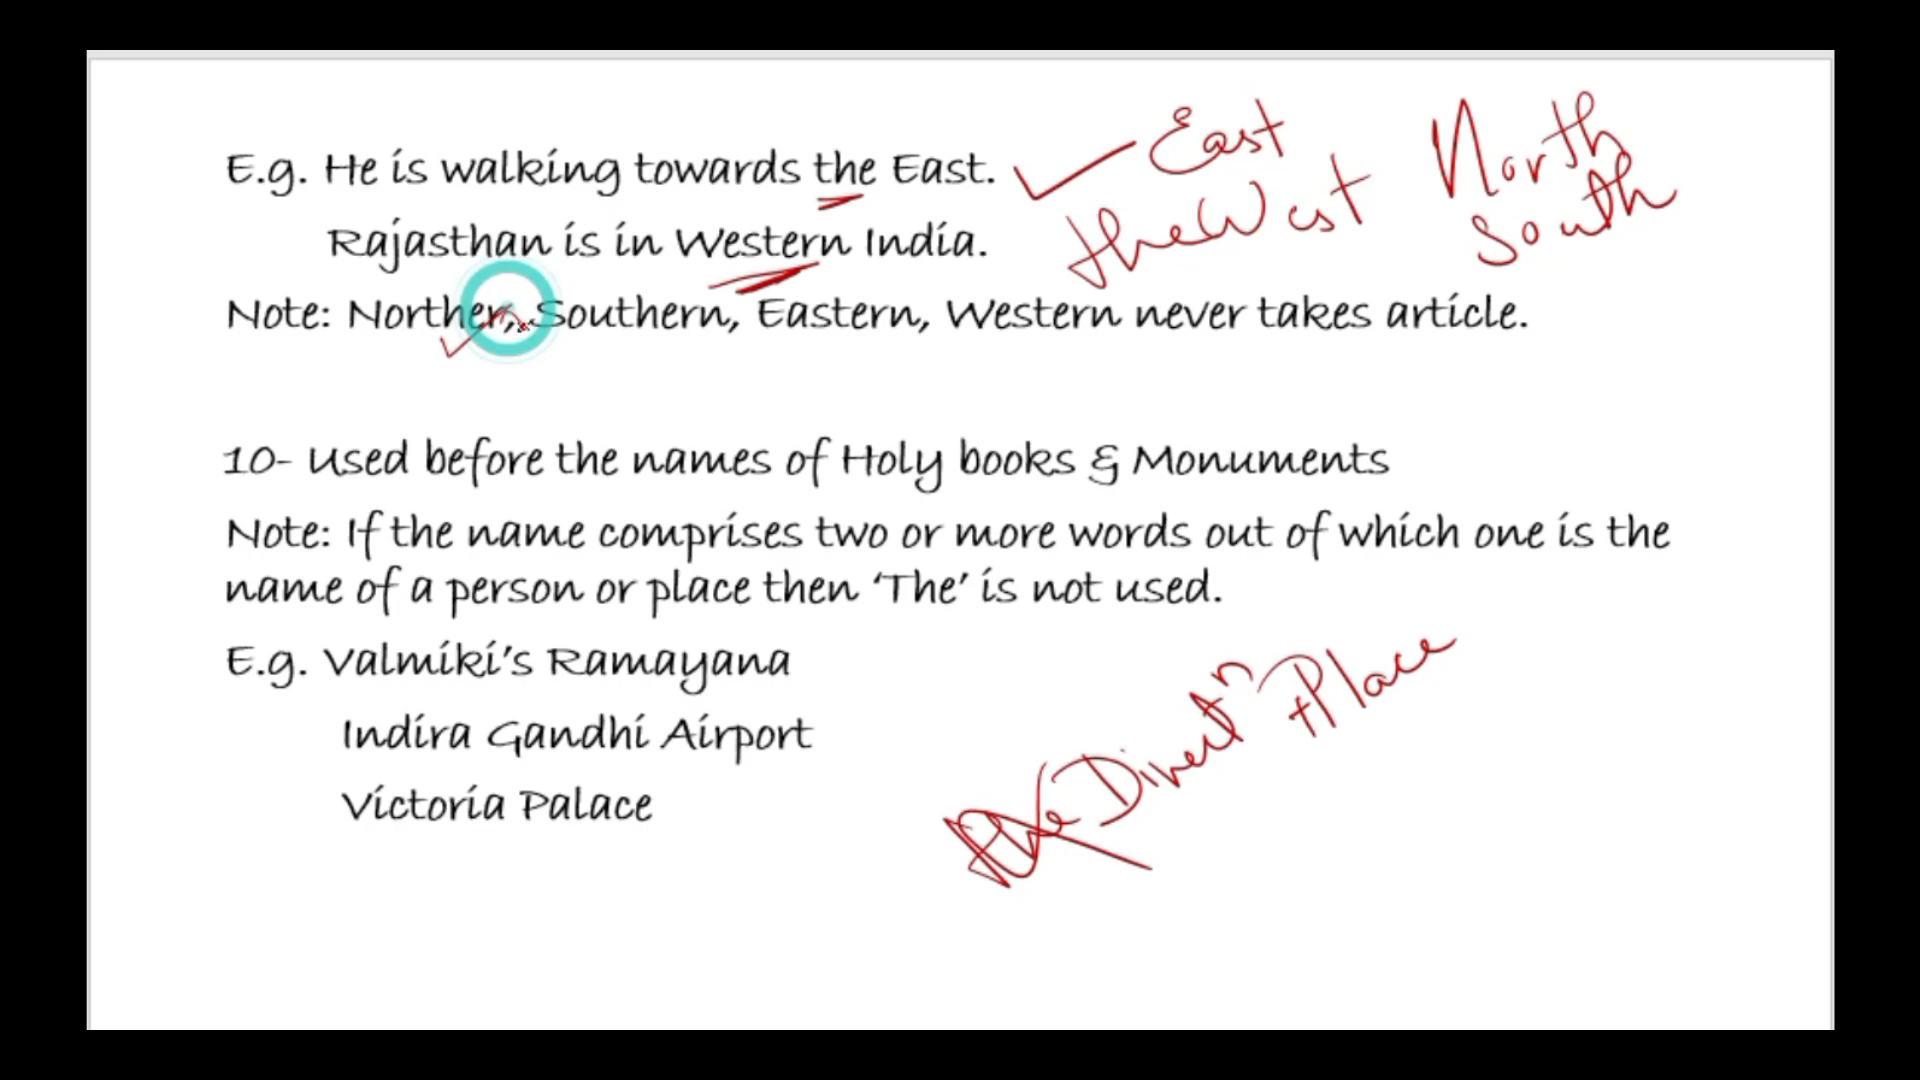 E.g. He is walking towards the East.
East
North
the West
South
Rajasthan is in Western India.
Note: Norther, Southern, Eastern, Western never takes article.
10- Used before the names of Holy books & Monuments
Note: If the name comprises two or more words out of which one is the
name of a person or place then ‘The’ is not used.
E.g. Valmiki's Ramayana
Indira Gandhi Airport
Victoria Palace
the Directn + Place